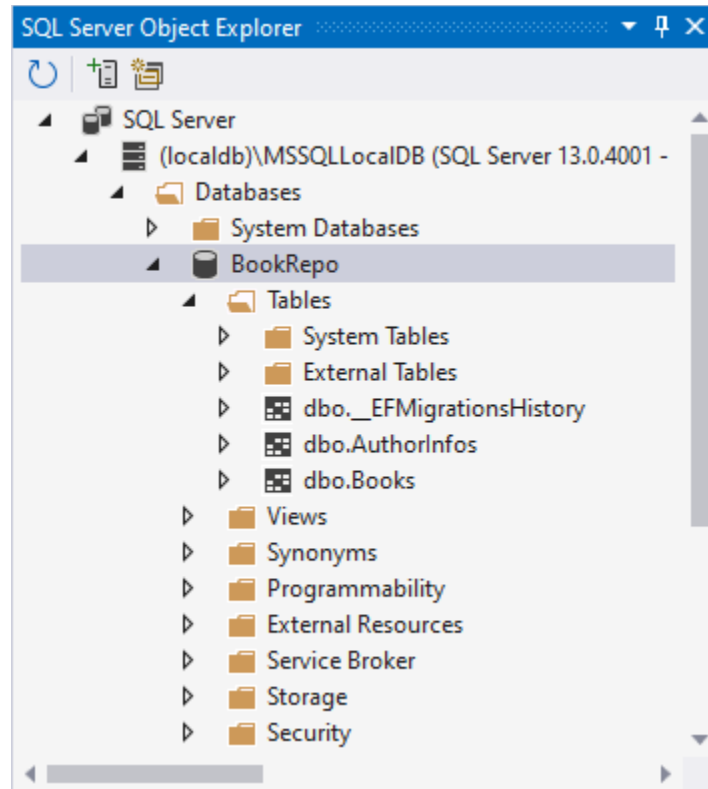 SQL Server Object Explorer
SQL Server
(localdb)\MSSQLLocalDB (SQL Server 13.0.4001 -
Databases
System Databases
BookRepo
Tables
System Tables
External Tables
dbo.__EFMigrationsHistory
dbo.AuthorInfos
dbo.Books
Views
Synonyms
Programmability
External Resources
Service Broker
Storage
Security